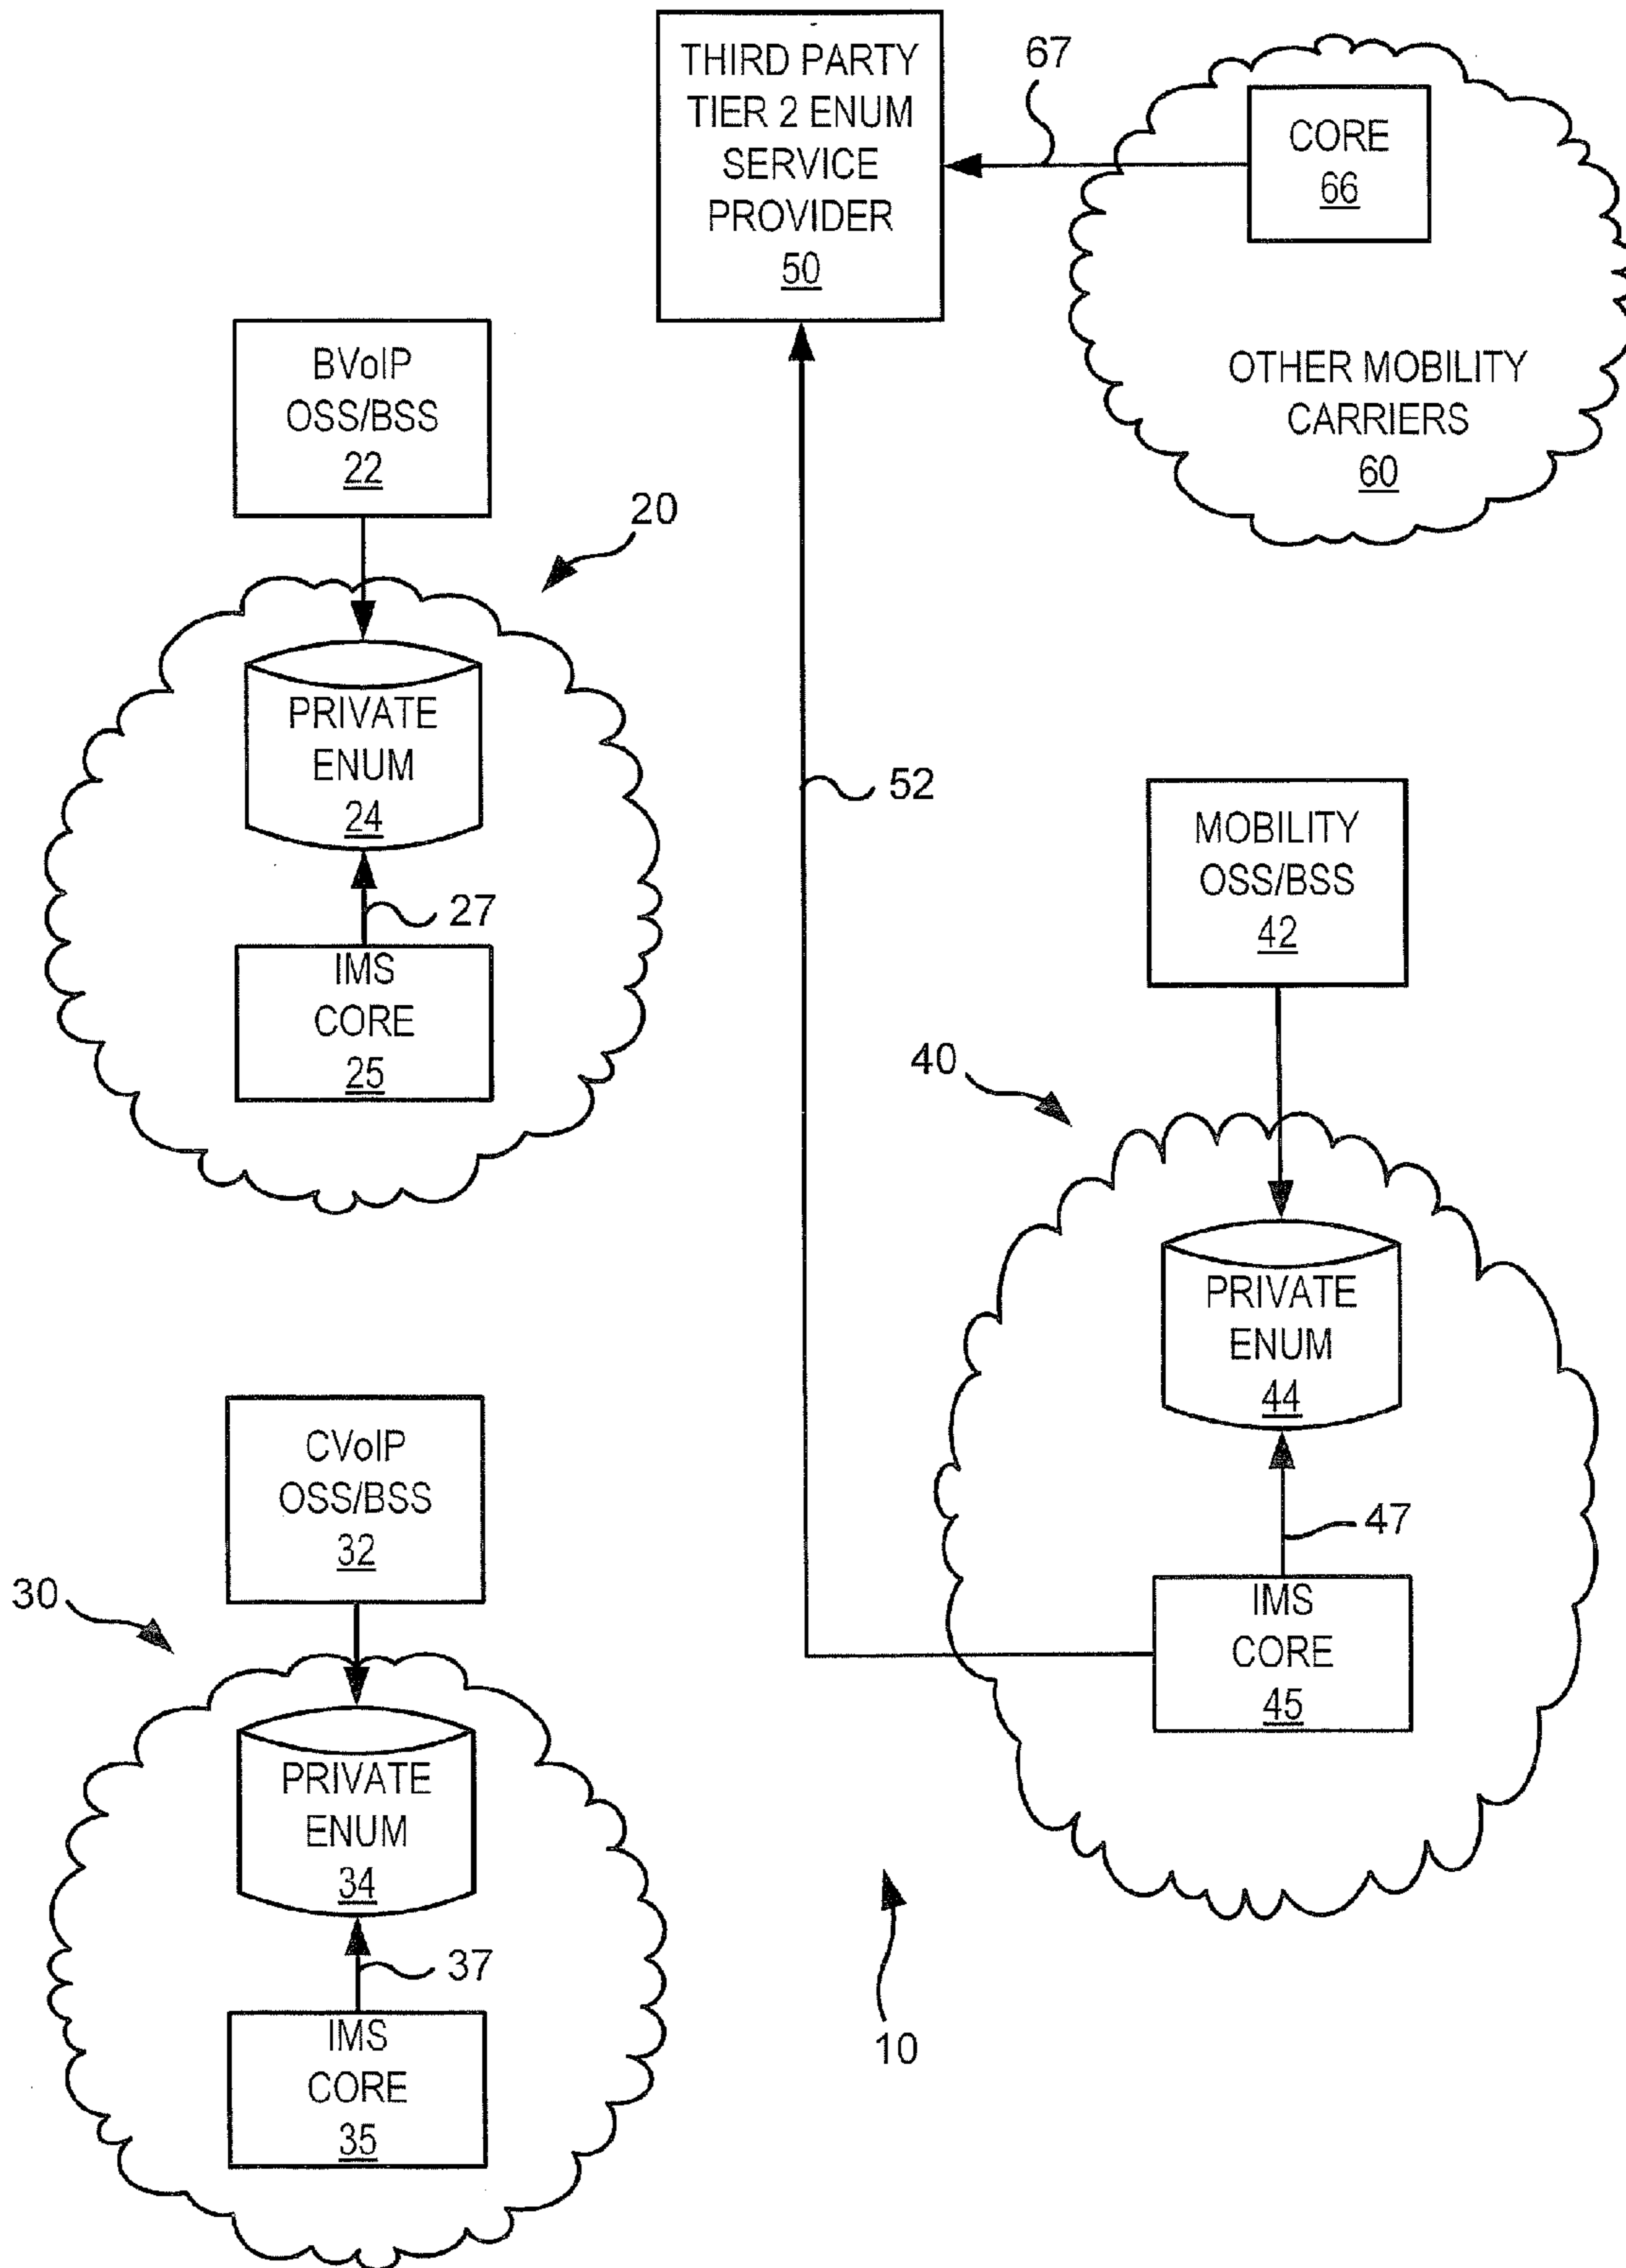 THIRD PARTY
TIER 2 ENUM
SERVICE
PROVIDER
50
67
CORE
66
OTHER MOBILITY
CARRIERS
60
BVoIP
OSS/BSS
22
20
PRIVATE
ENUM
24
27
IMS
CORE
25
52
MOBILITY
OSS/BSS
42
40
PRIVATE
ENUM
44
47
IMS
CORE
45
CVoIP
OSS/BSS
32
30
PRIVATE
ENUM
34
37
IMS
CORE
35
10